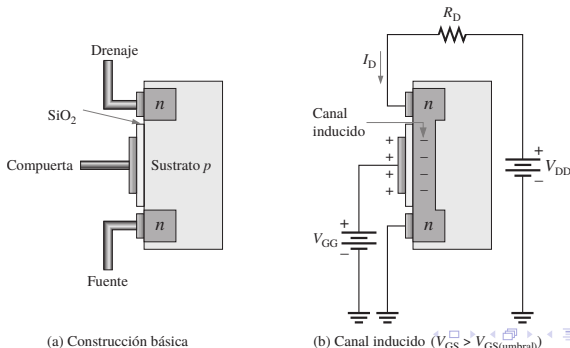 Drenaje
n
SiO2
Compuerta
Sustrato p
n
Fuente
(a) Construcción básica
RD
ID
n
Canal
inducido
+ −
+ −
+ −
+ −
+
VDD
−
n
+
VGG
−
(b) Canal inducido (VGS > VGS(umbral))